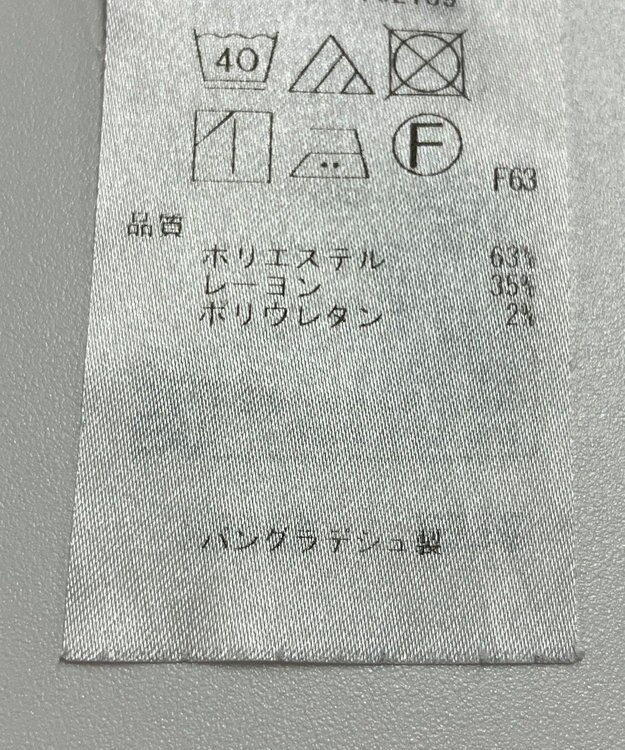 40
F
F63
品質
ポリエステル 63%
レーヨン 35%
ポリウレタン 2%
バングラデシュ製